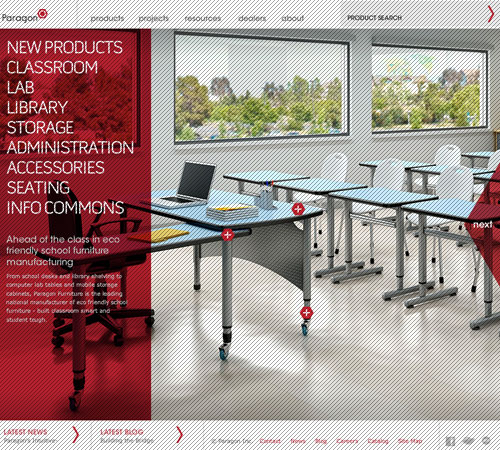 Paragon
products projects resources dealers about
PRODUCT SEARCH
NEW PRODUCTS
CLASSROOM
LAB
LIBRARY
STORAGE
ADMINISTRATION
ACCESSORIES
SEATING
INFO COMMONS
Ahead of the class in eco
friendly school furniture
manufacturing
From school desks and library shelving to
computer lab tables and mobile storage
cabinets, Paragon Furniture is the leading
national manufacturer of eco friendly school
furniture - built classroom smart and
student tough.
next
LATEST NEWS
Paragon's Intuitive-
LATEST BLOG
Building the Bridge
© Paragon Inc. Contact News Blog Careers Catalog Site Map